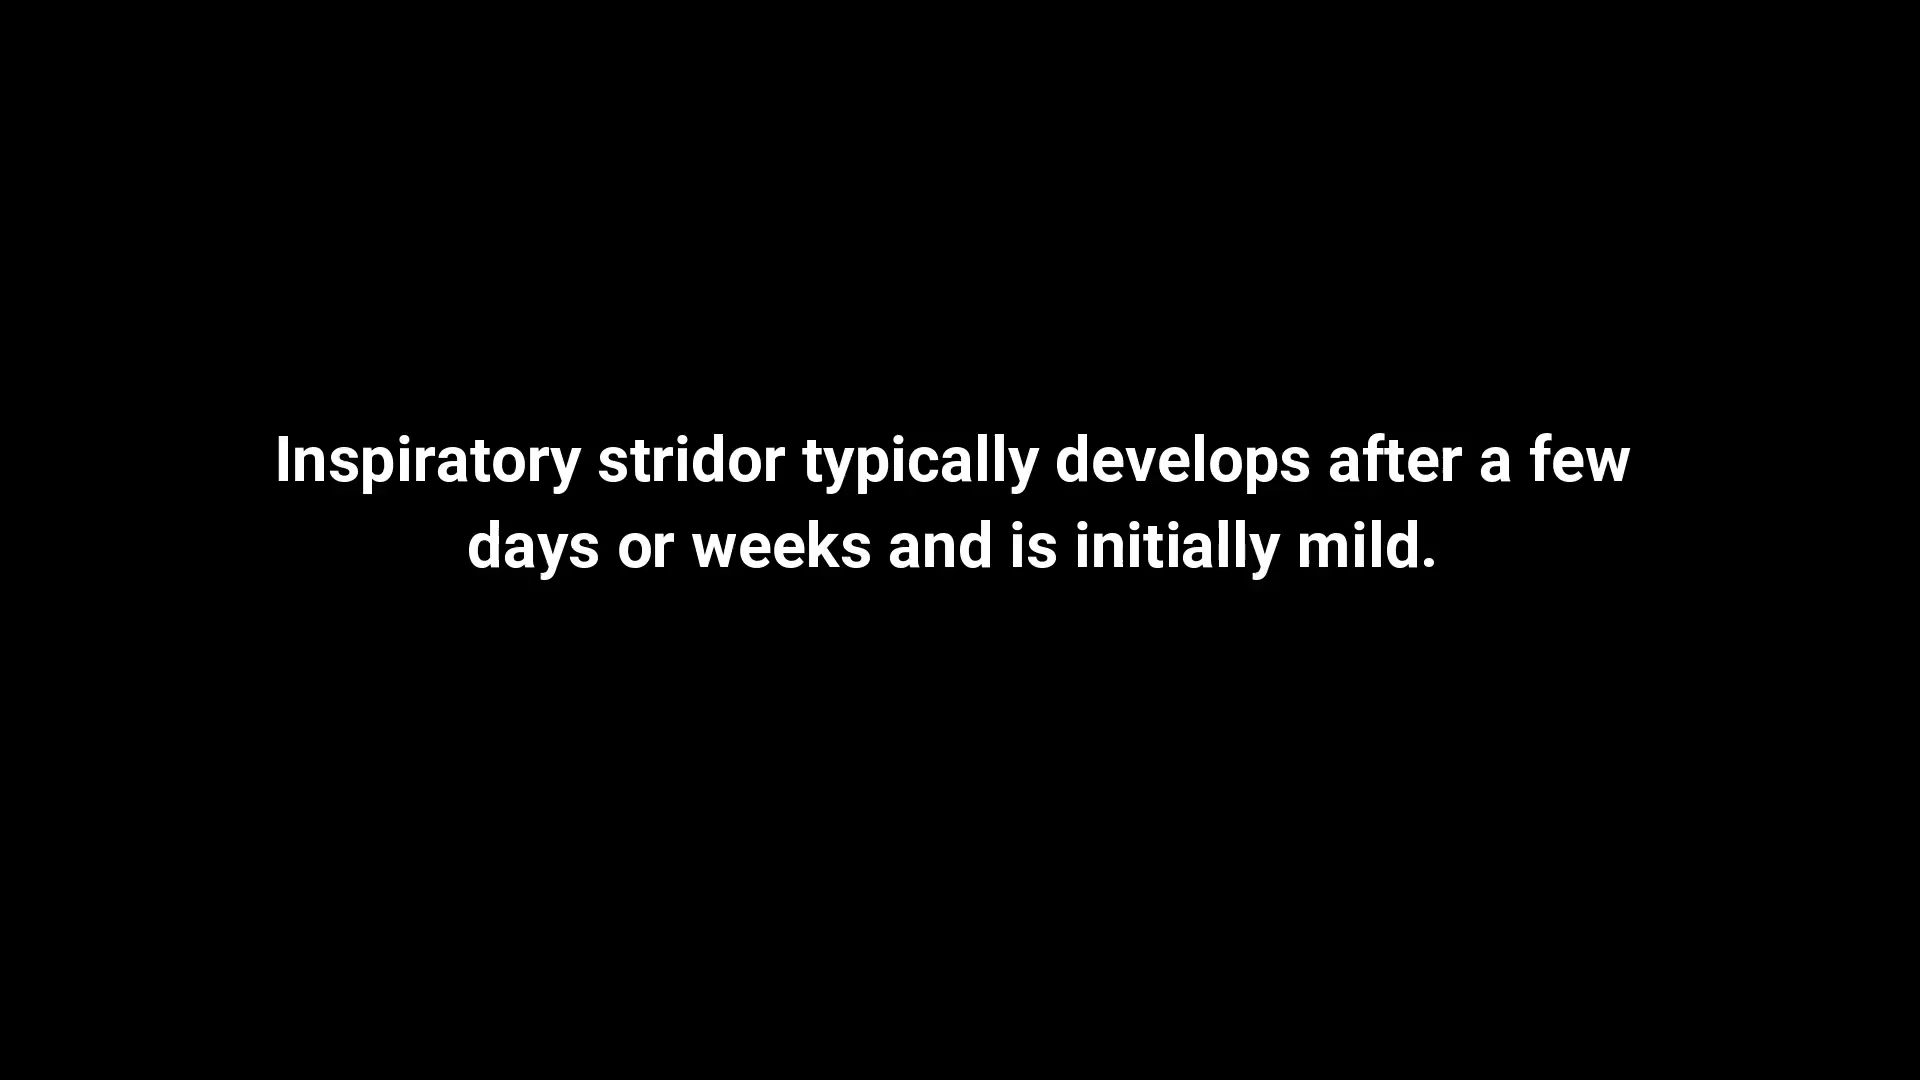 Inspiratory stridor typically develops after a few
days or weeks and is initially mild.